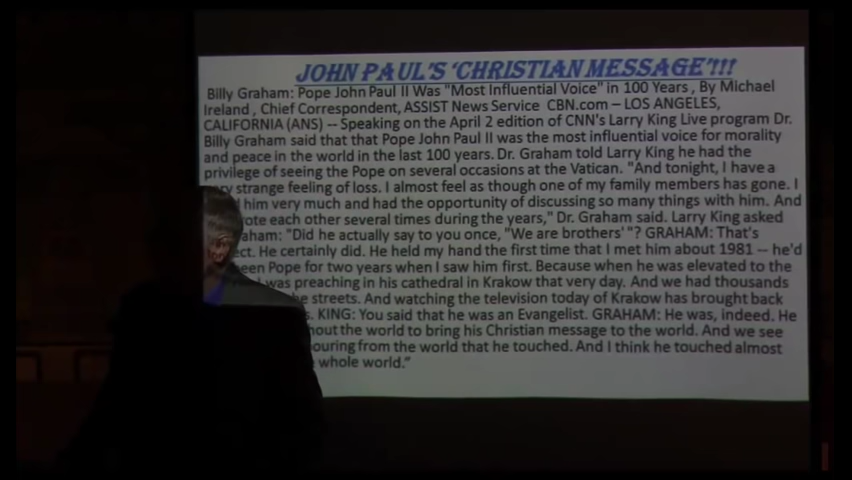 JOHN PAUL'S 'CHRISTIAN MESSAGE'!!!
Billy Graham: Pope John Paul II Was "Most Influential Voice" in 100 Years , By Michael
Ireland , Chief Correspondent, ASSIST News Service CBN.com – LOS ANGELES,
CALIFORNIA (ANS) -- Speaking on the April 2 edition of CNN's Larry King Live program Dr.
Billy Graham said that that Pope John Paul II was the most influential voice for morality
and peace in the world in the last 100 years. Dr. Graham told Larry King he had the
privilege of seeing the Pope on several occasions at the Vatican. "And tonight, I have a
very strange feeling of loss. I almost feel as though one of my family members has gone. I
him very much and had the opportunity of discussing so many things with him. And
each other several times during the years," Dr. Graham said. Larry King asked
"Did he actually say to you once, "We are brothers' "? GRAHAM: That's
He certainly did. He held my hand the first time that I met him about 1981 -- he'd
Pope for two years when I saw him first. Because when he was elevated to the
was preaching in his cathedral in Krakow that very day. And we had thousands
streets. And watching the television today of Krakow has brought back
KING: You said that he was an Evangelist. GRAHAM: He was, indeed. He
the world to bring his Christian message to the world. And we see
from the world that he touched. And I think he touched almost
whole world."